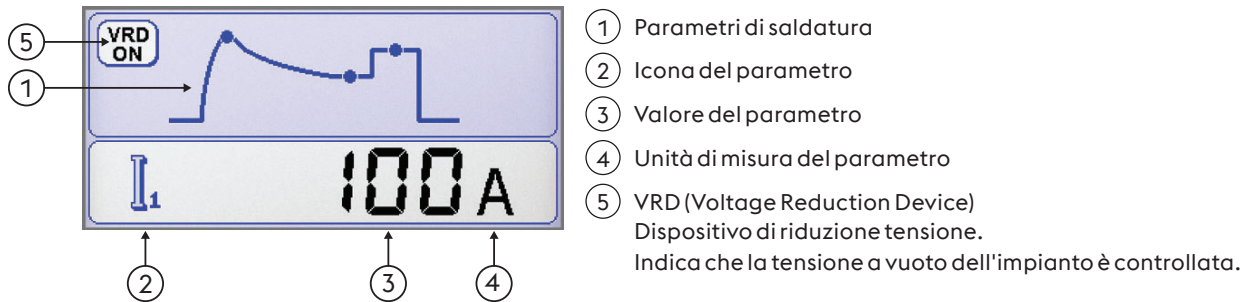 5
VRD
ON
1
I1
100 A
2
3
4
1 Parametri di saldatura
2 Icona del parametro
3 Valore del parametro
4 Unità di misura del parametro
5 VRD (Voltage Reduction Device)
Dispositivo di riduzione tensione.
Indica che la tensione a vuoto dell'impianto è controllata.